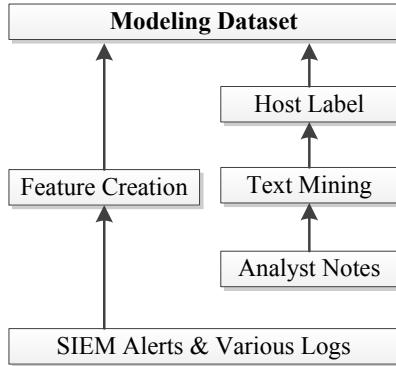 Modeling Dataset
Host Label
Feature Creation
Text Mining
Analyst Notes
SIEM Alerts & Various Logs